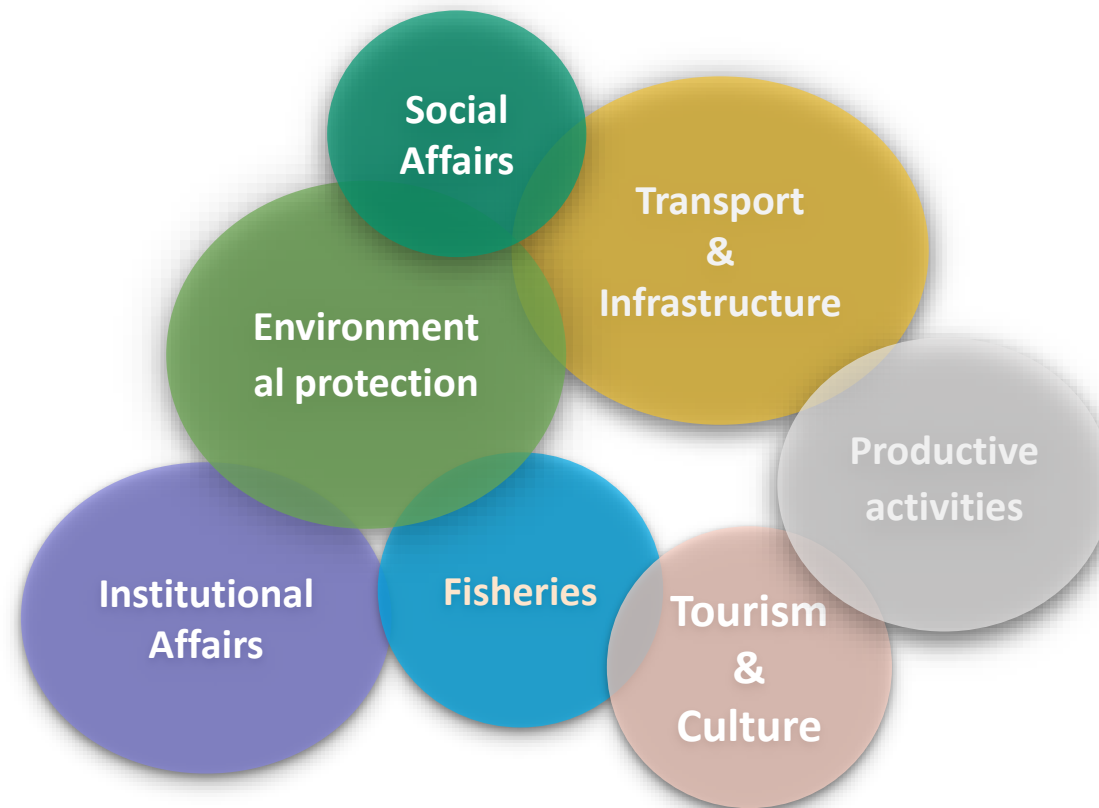 Social
Affairs
Transport
&
Infrastructure
Environment
al protection
Productive
activities
Institutional
Affairs
Fisheries
Tourism
&
Culture